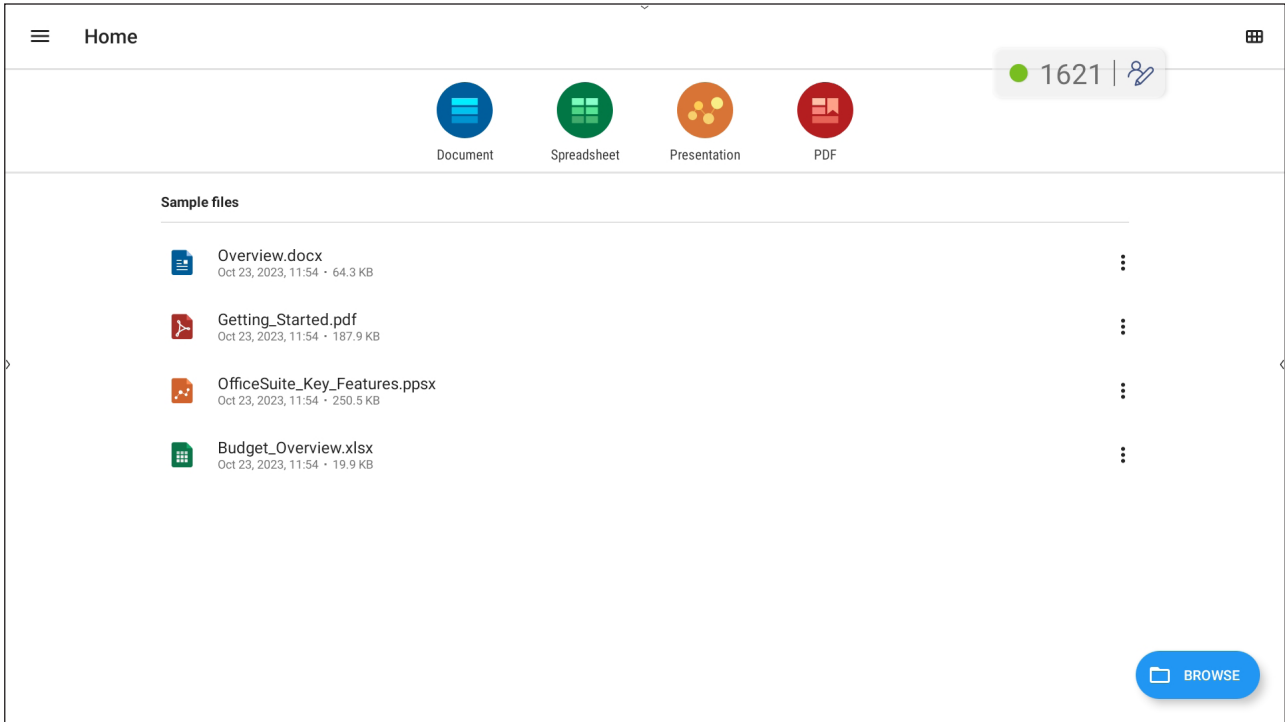 Home
1621
Document
Spreadsheet
Presentation
PDF
Sample files
Overview.docx
Oct 23, 2023, 11:54 • 64.3 KB
Getting_Started.pdf
Oct 23, 2023, 11:54 • 187.9 KB
OfficeSuite_Key_Features.ppsx
Oct 23, 2023, 11:54 • 250.5 KB
Budget_Overview.xlsx
Oct 23, 2023, 11:54 • 19.9 KB
BROWSE